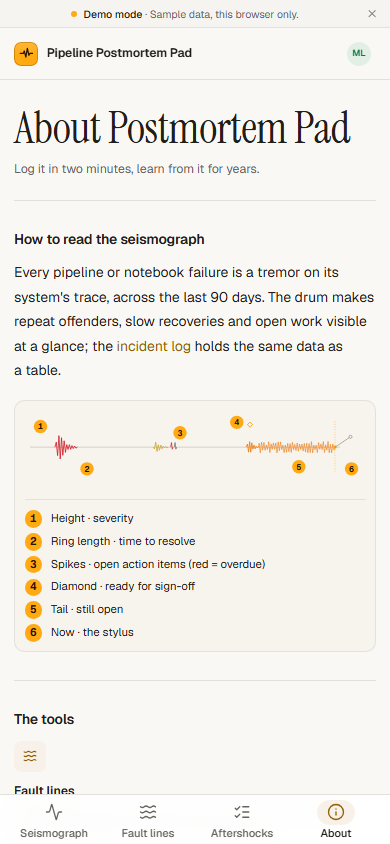 Demo mode · Sample data, this browser only.
Pipeline Postmortem Pad
ML
About Postmortem Pad
Log it in two minutes, learn from it for years.
How to read the seismograph
Every pipeline or notebook failure is a tremor on its
system's trace, across the last 90 days. The drum makes
repeat offenders, slow recoveries and open work visible
at a glance; the incident log holds the same data as
a table.
1
2
3
4
5
6
1 Height · severity
2 Ring length · time to resolve
3 Spikes · open action items (red = overdue)
4 Diamond · ready for sign-off
5 Tail · still open
6 Now · the stylus
The tools
Fault lines
Seismograph
Fault lines
Aftershocks
About